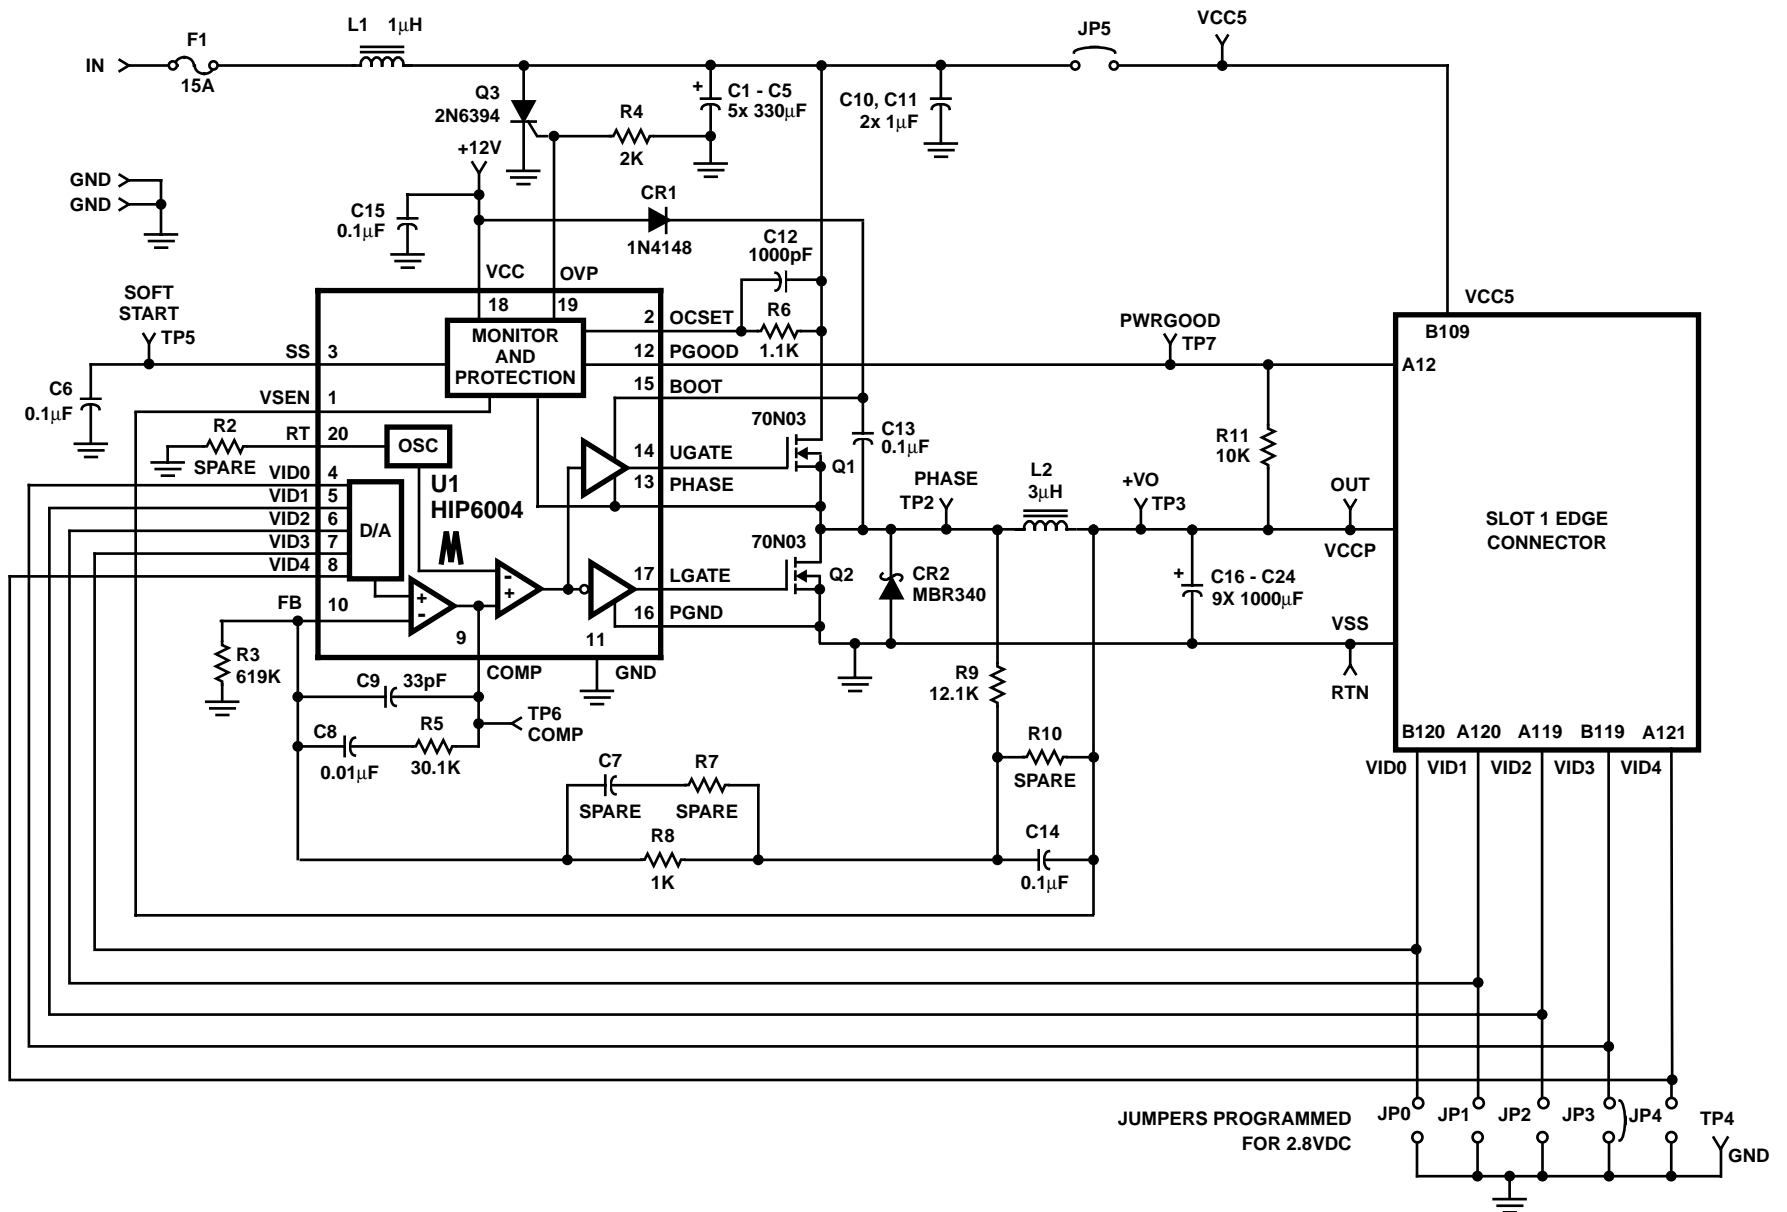 L1 1μH
F1
IN
15A
JP5
VCC5
Q3
2N6394
R4
2K
+
C1 - C5
5x 330μF
C10, C11
2x 1μF
+12V
GND
GND
C15
0.1μF
CR1
1N4148
C12
1000pF
VCC
OVP
SOFT
START
TP5
18
19
2
OCSET
R6
1.1K
MONITOR
AND
PROTECTION
SS
3
12
PGOOD
PWRGOOD
TP7
VCC5
B109
A12
C6
0.1μF
VSEN
1
15
BOOT
R2
SPARE
RT
20
OSC
70N03
C13
0.1μF
R11
10K
14
UGATE
Q1
VID0
4
13
PHASE
VID1
5
VID2
6
VID3
7
VID4
8
D/A
U1
HIP6004
PHASE
TP2
L2
3μH
+VO
TP3
OUT
VCCP
SLOT 1 EDGE
CONNECTOR
70N03
17
LGATE
Q2
CR2
MBR340
+
C16 - C24
9X 1000μF
FB
10
+
-
-
+
16
PGND
VSS
RTN
9
11
R3
619K
COMP
GND
C9
33pF
TP6
COMP
R9
12.1K
C8
0.01μF
R5
30.1K
R10
SPARE
C7
SPARE
R7
SPARE
R8
1K
C14
0.1μF
B120
A120
A119
B119
A121
VID0
VID1
VID2
VID3
VID4
JUMPERS PROGRAMMED
FOR 2.8VDC
JP0
JP1
JP2
JP3
JP4
TP4
GND